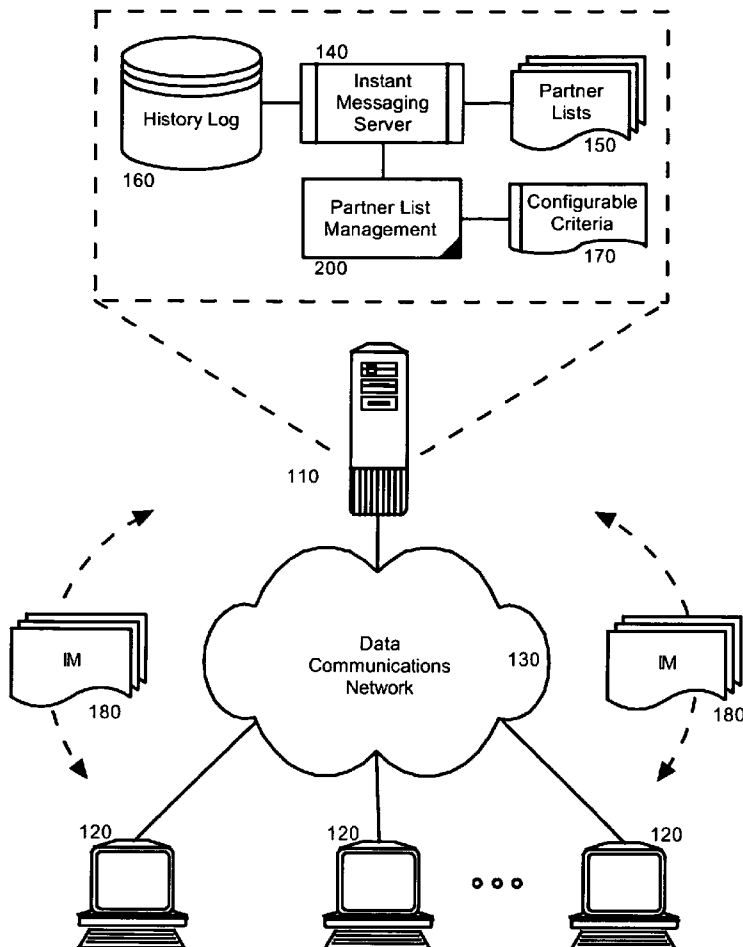 140
Instant
Messaging
Server
History Log
Partner
Lists
150
160
Partner List
Management
200
Configurable
Criteria
170
110
IM
180
Data
Communications
Network
130
IM
180
120
120
120